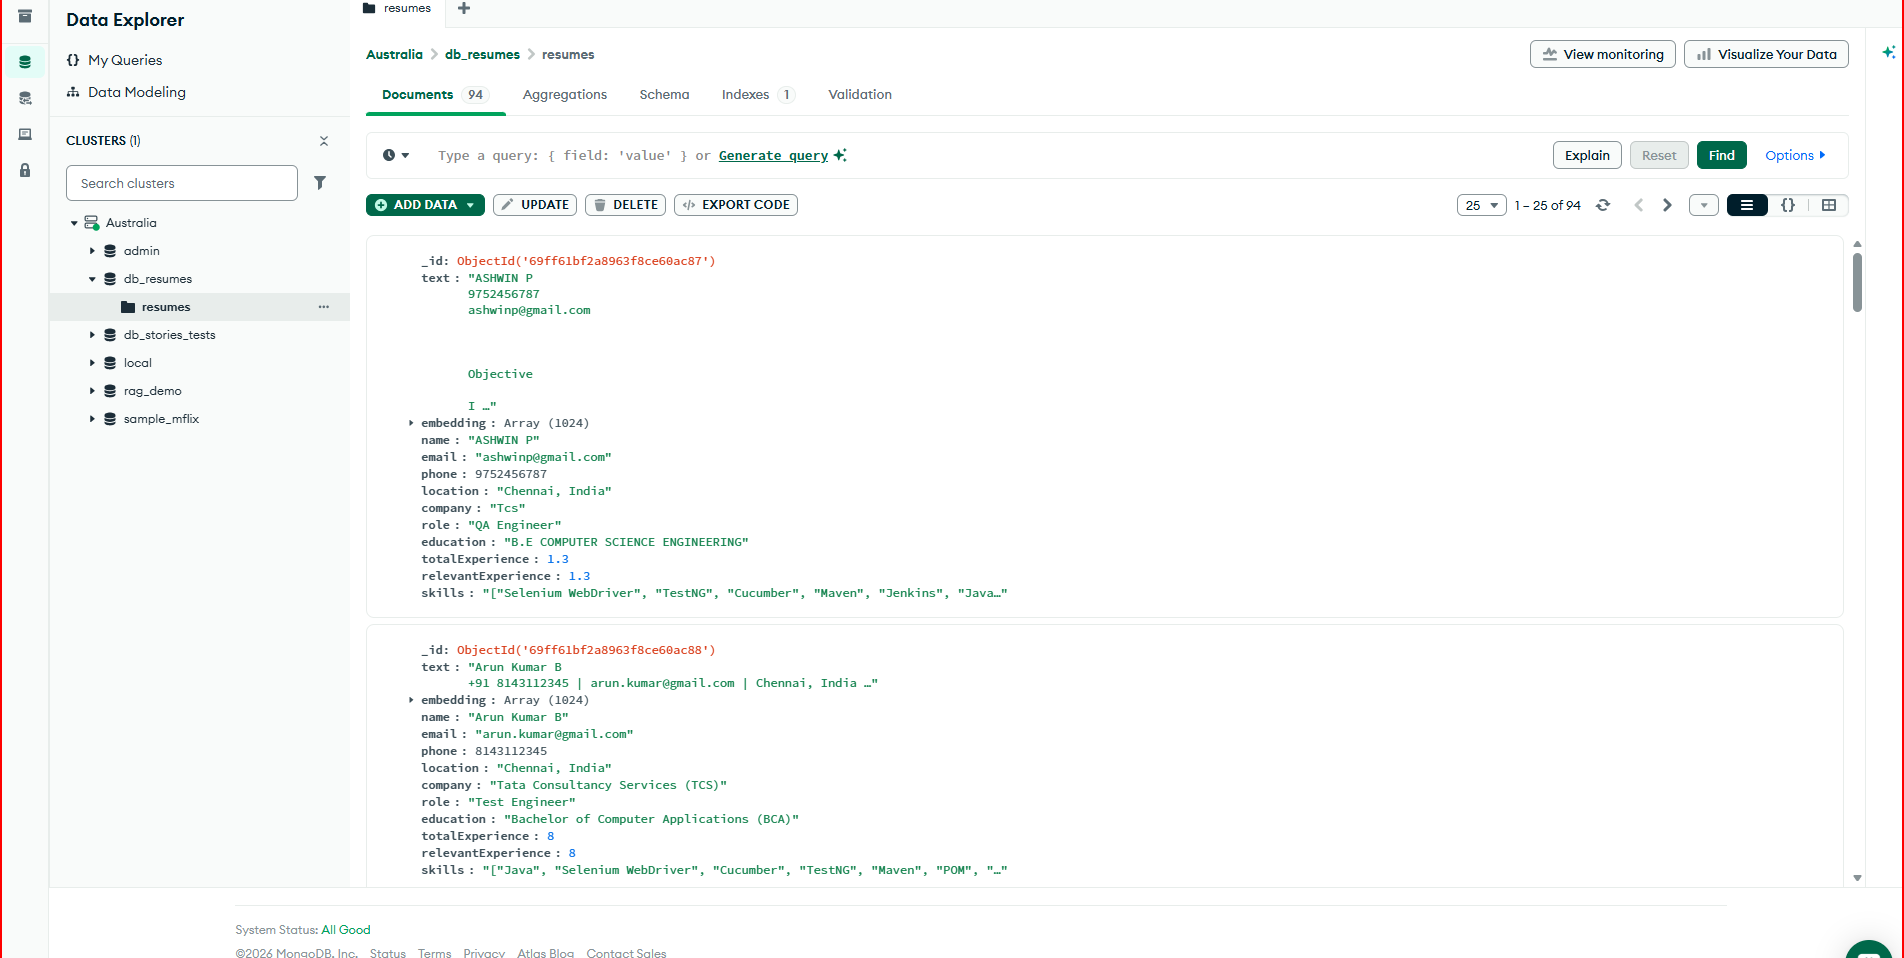 Data Explorer
My Queries
Data Modeling
CLUSTERS (1)
Search clusters
Australia
admin
db_resumes
resumes
db_stories_tests
local
rag_demo
sample_mflix
resumes
Australia > db_resumes > resumes
View monitoring
Visualize Your Data
Documents 94
Aggregations
Schema
Indexes 1
Validation
Type a query: { field: 'value' } or Generate query
Explain
Reset
Find
Options
ADD DATA
UPDATE
DELETE
EXPORT CODE
25
1 – 25 of 94
{}
_id: ObjectId('69ff61bf2a8963f8ce60ac87')
text : "ASHWIN P
9752456787
ashwinp@gmail.com
Objective
I …"
embedding : Array (1024)
name : "ASHWIN P"
email : "ashwinp@gmail.com"
phone : 9752456787
location : "Chennai, India"
company : "Tcs"
role : "QA Engineer"
education : "B.E COMPUTER SCIENCE ENGINEERING"
totalExperience : 1.3
relevantExperience : 1.3
skills : "["Selenium WebDriver", "TestNG", "Cucumber", "Maven", "Jenkins", "Java…"
_id: ObjectId('69ff61bf2a8963f8ce60ac88')
text : "Arun Kumar B
+91 8143112345 | arun.kumar@gmail.com | Chennai, India …"
embedding : Array (1024)
name : "Arun Kumar B"
email : "arun.kumar@gmail.com"
phone : 8143112345
location : "Chennai, India"
company : "Tata Consultancy Services (TCS)"
role : "Test Engineer"
education : "Bachelor of Computer Applications (BCA)"
totalExperience : 8
relevantExperience : 8
skills : "["Java", "Selenium WebDriver", "Cucumber", "TestNG", "Maven", "POM", "…"
System Status: All Good
©2026 MongoDB, Inc. Status Terms Privacy Atlas Blog Contact Sales